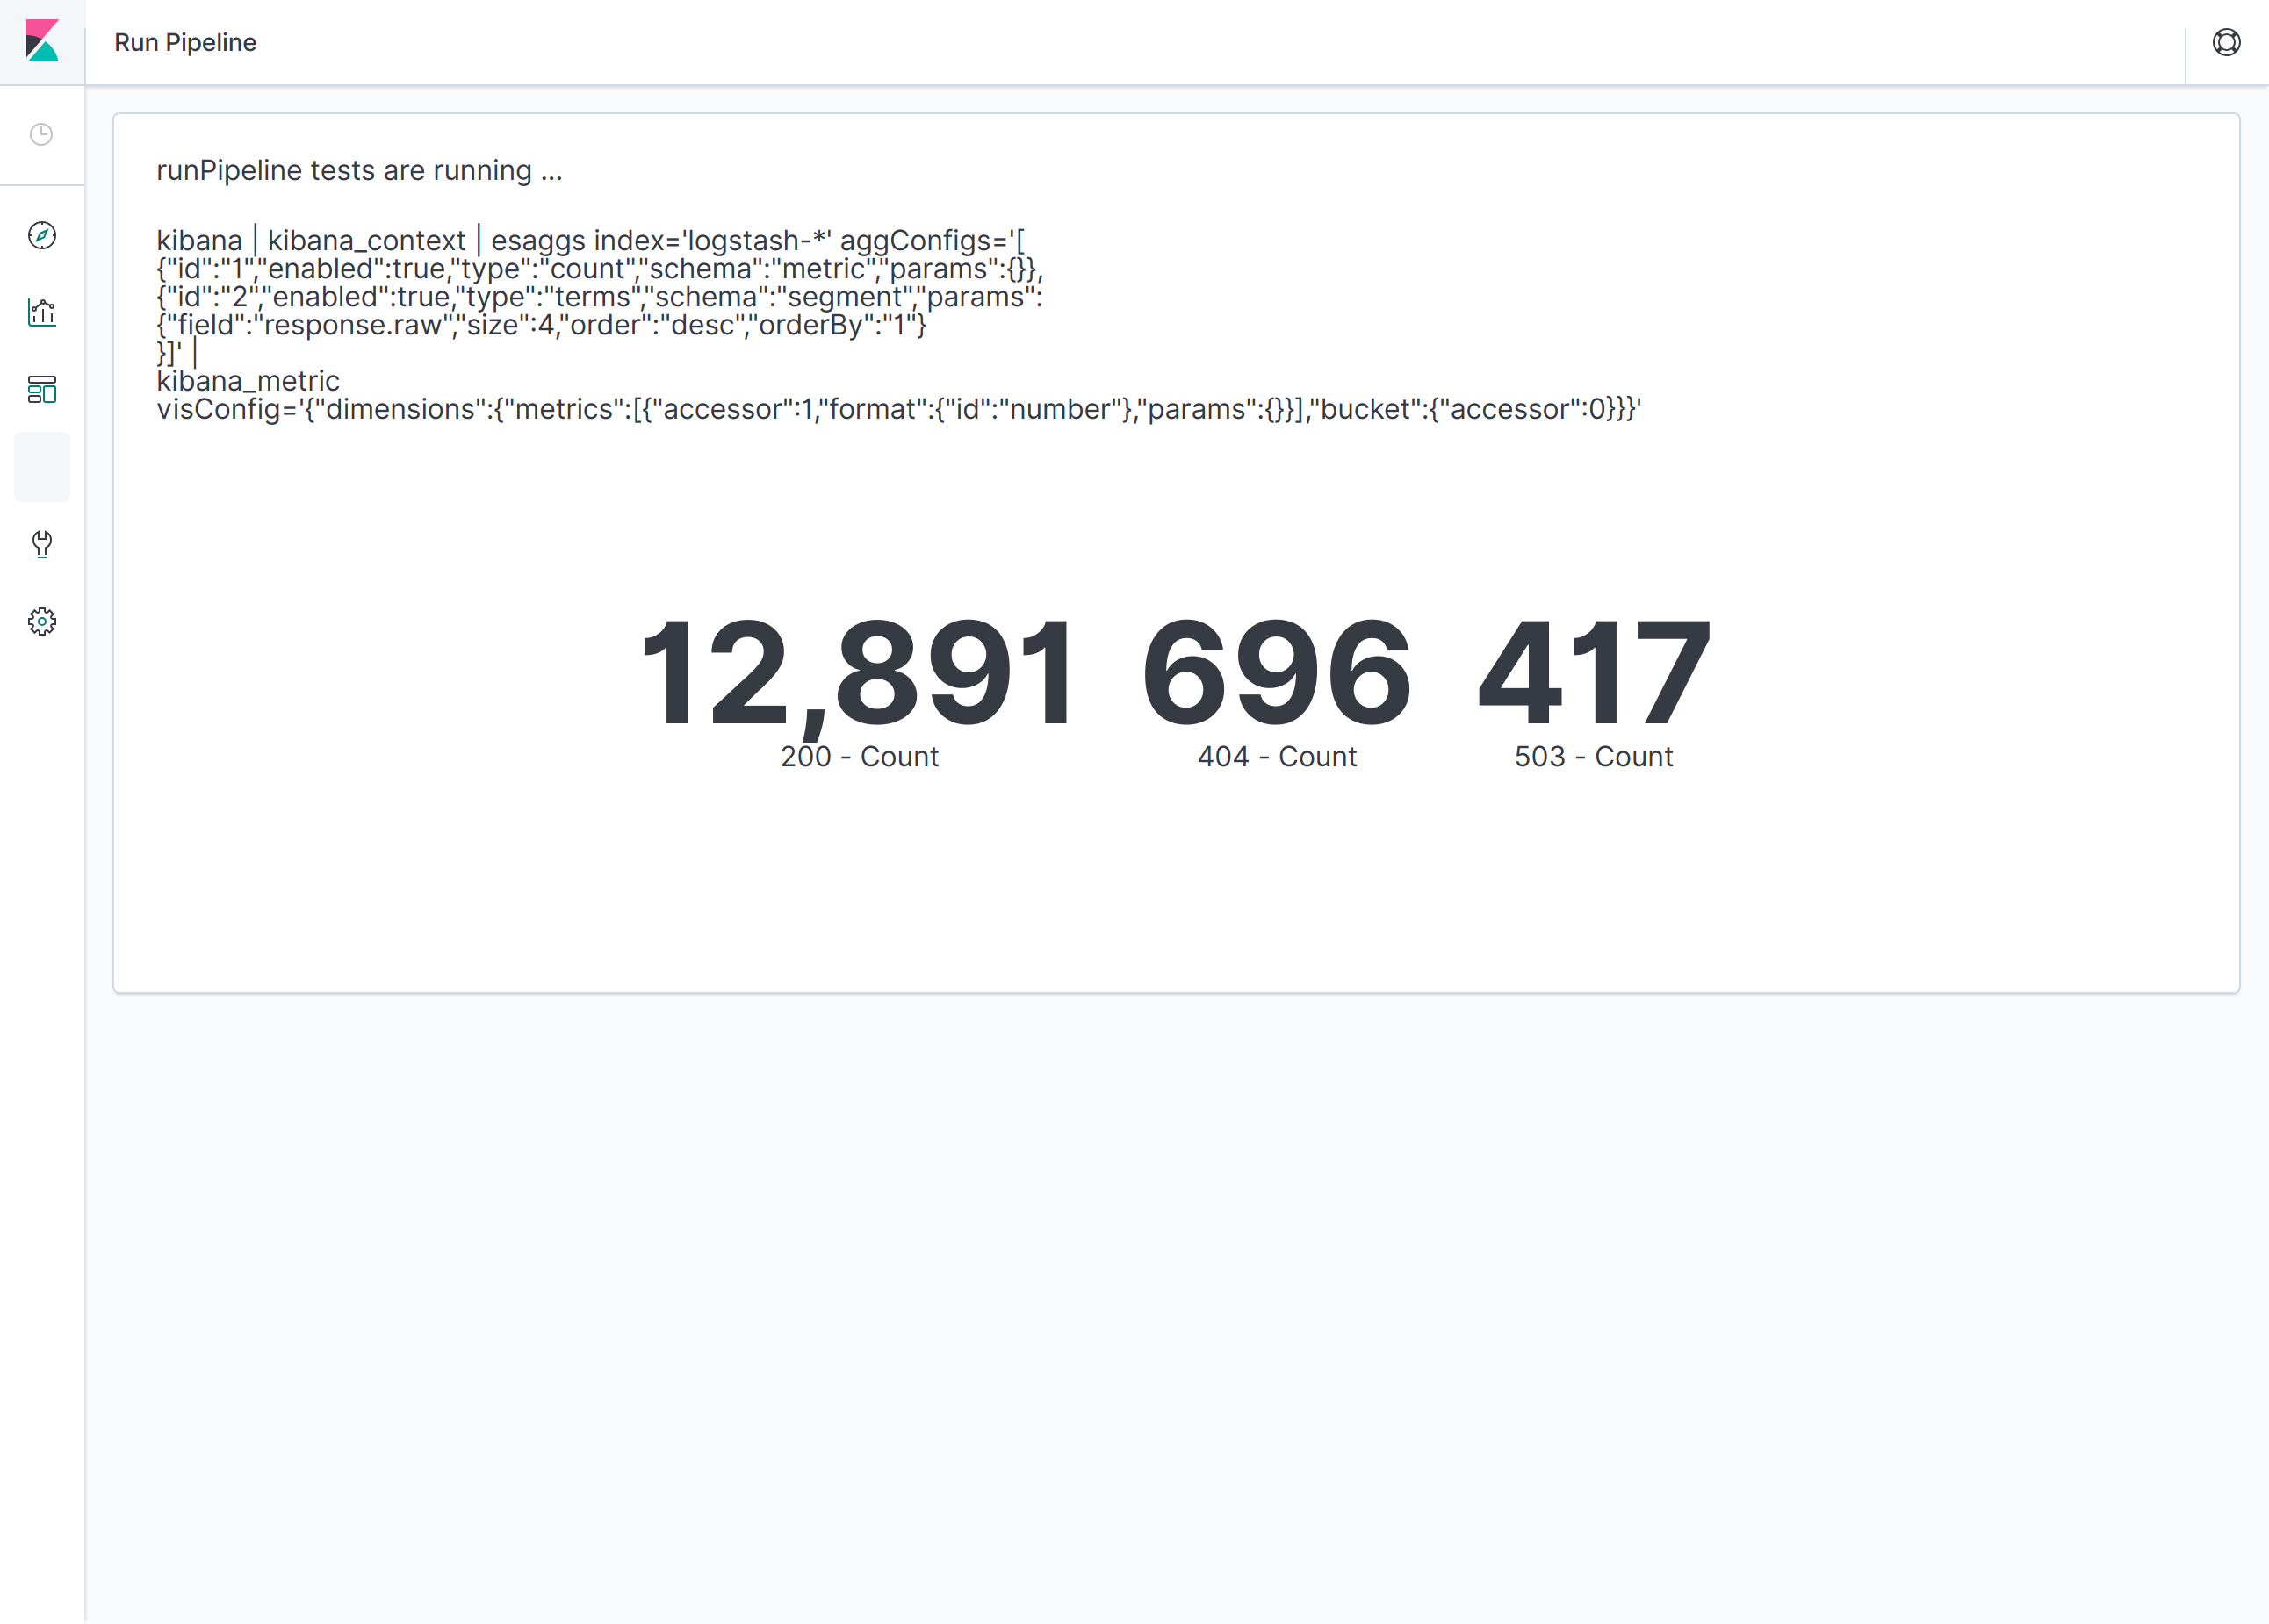 Run Pipeline
runPipeline tests are running ...
kibana | kibana_context | esaggs index='logstash-*' aggConfigs='[
{"id":"1","enabled":true,"type":"count","schema":"metric","params":{}},
{"id":"2","enabled":true,"type":"terms","schema":"segment","params":
{"field":"response.raw","size":4,"order":"desc","orderBy":"1"}
}]' |
kibana_metric
visConfig='{"dimensions":{"metrics":[{"accessor":1,"format":{"id":"number"},"params":{}}],"bucket":{"accessor":0}}}'
12,891 696 417
200 - Count 404 - Count 503 - Count